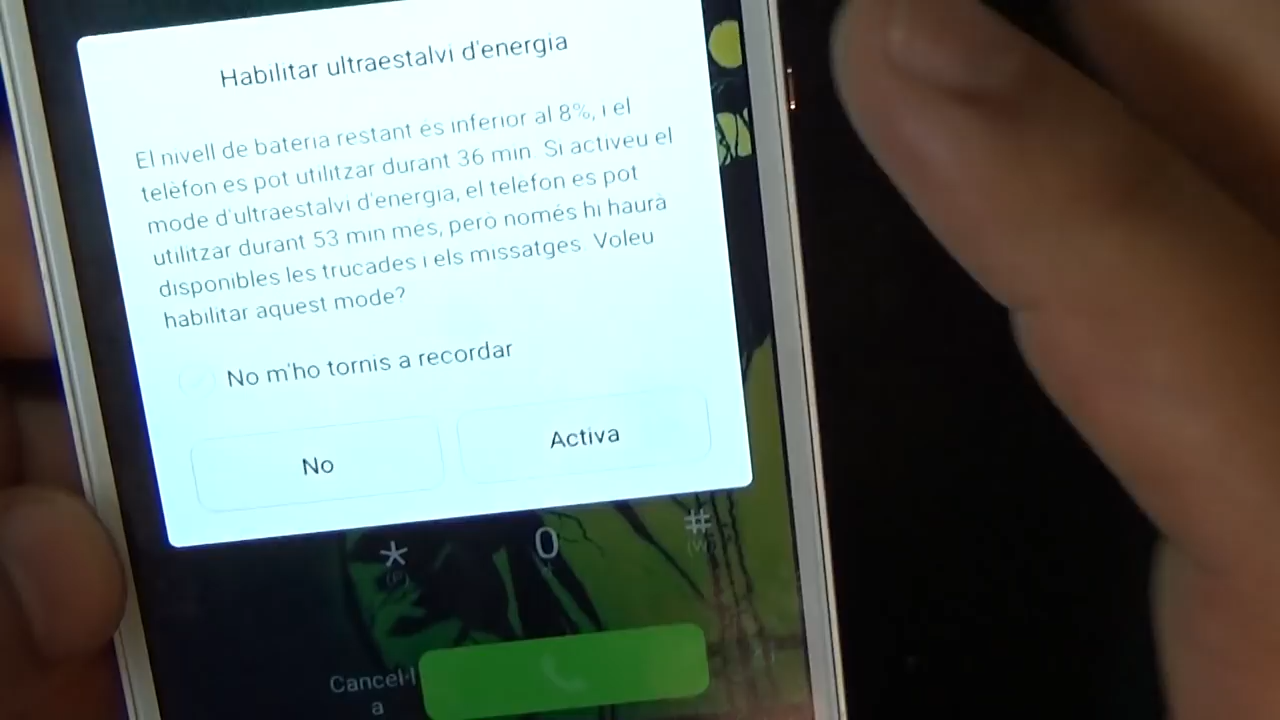 Habilitar ultraestalvi d'energia
El nivell de bateria restant és inferior al 8%, i el
telèfon es pot utilitzar durant 36 min. Si activeu el
mode d'ultraestalvi d'energia, el telèfon es pot
utilitzar durant 53 min més, però només hi haurà
disponibles les trucades i els missatges. Voleu
habilitar aquest mode?
No m'ho tornis a recordar
No
Activa
*
(P)
0
#
(W)
Cancel·l
a